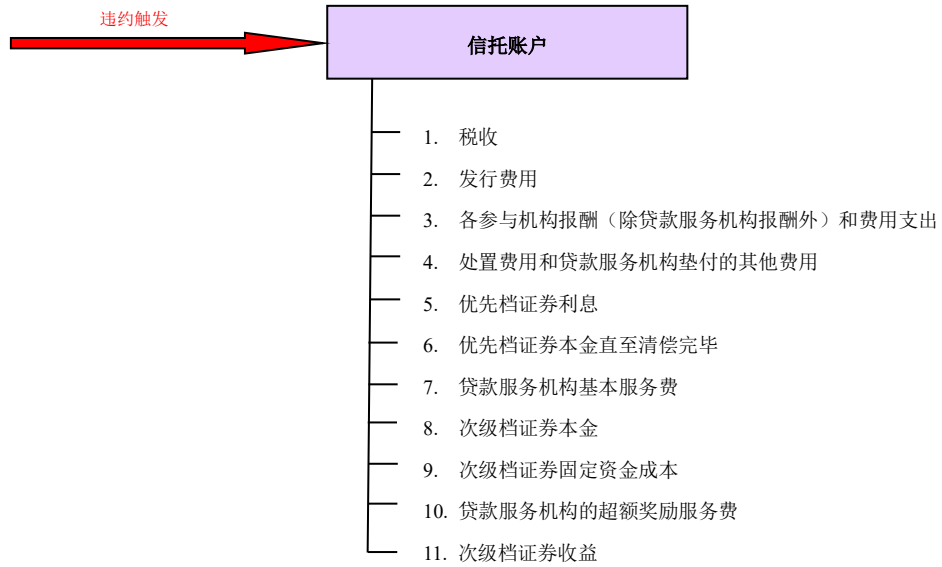 违约触发
信托账户
1. 税收
2. 发行费用
3. 各参与机构报酬（除贷款服务机构报酬外）和费用支出
4. 处置费用和贷款服务机构垫付的其他费用
5. 优先档证券利息
6. 优先档证券本金直至清偿完毕
7. 贷款服务机构基本服务费
8. 次级档证券本金
9. 次级档证券固定资金成本
10. 贷款服务机构的超额奖励服务费
11. 次级档证券收益